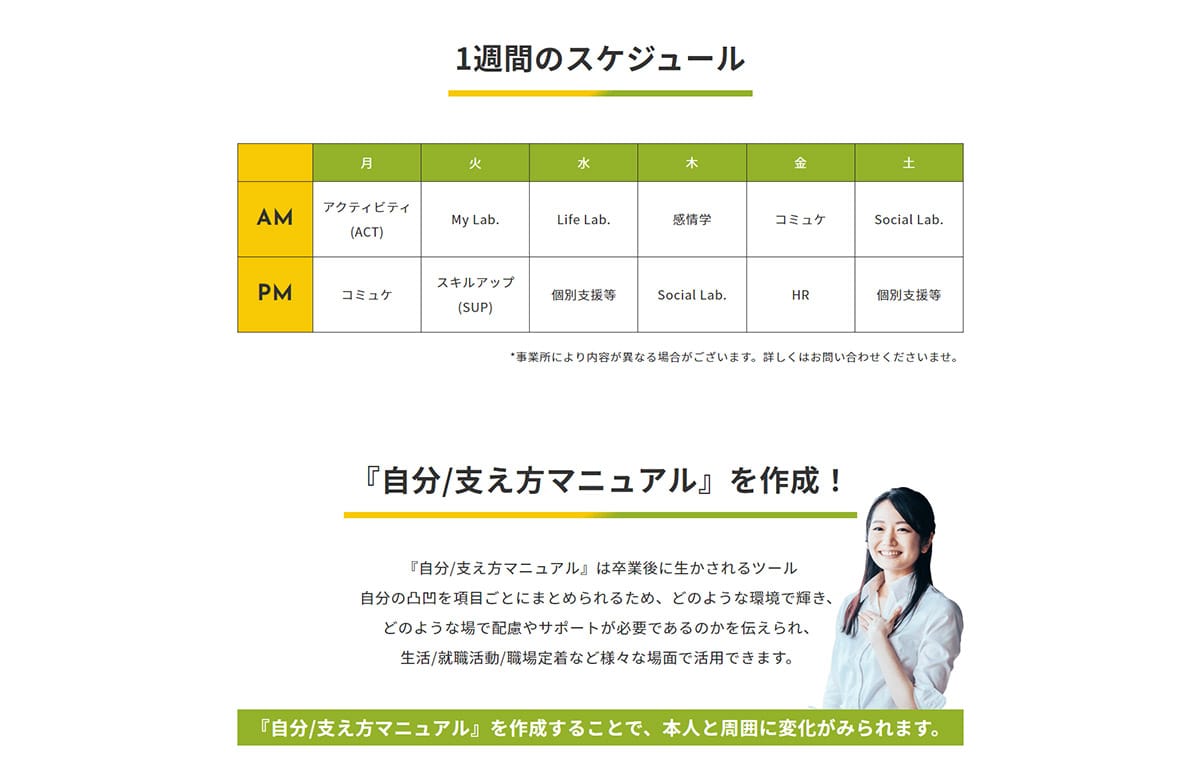 1週間のスケジュール
月 火 水 木 金 土
AM アクティビティ(ACT) My Lab. Life Lab. 感情学 コミュケ Social Lab.
PM コミュケ スキルアップ(SUP) 個別支援等 Social Lab. HR 個別支援等
*事業所により内容が異なる場合がございます。詳しくはお問い合わせくださいませ。
『自分/支え方マニュアル』を作成！
『自分/支え方マニュアル』は卒業後に生かされるツール
自分の凸凹を項目ごとにまとめられるため、どのような環境で輝き、
どのような場で配慮やサポートが必要であるのかを伝えられ、
生活/就職活動/職場定着など様々な場面で活用できます。
『自分/支え方マニュアル』を作成することで、本人と周囲に変化がみられます。